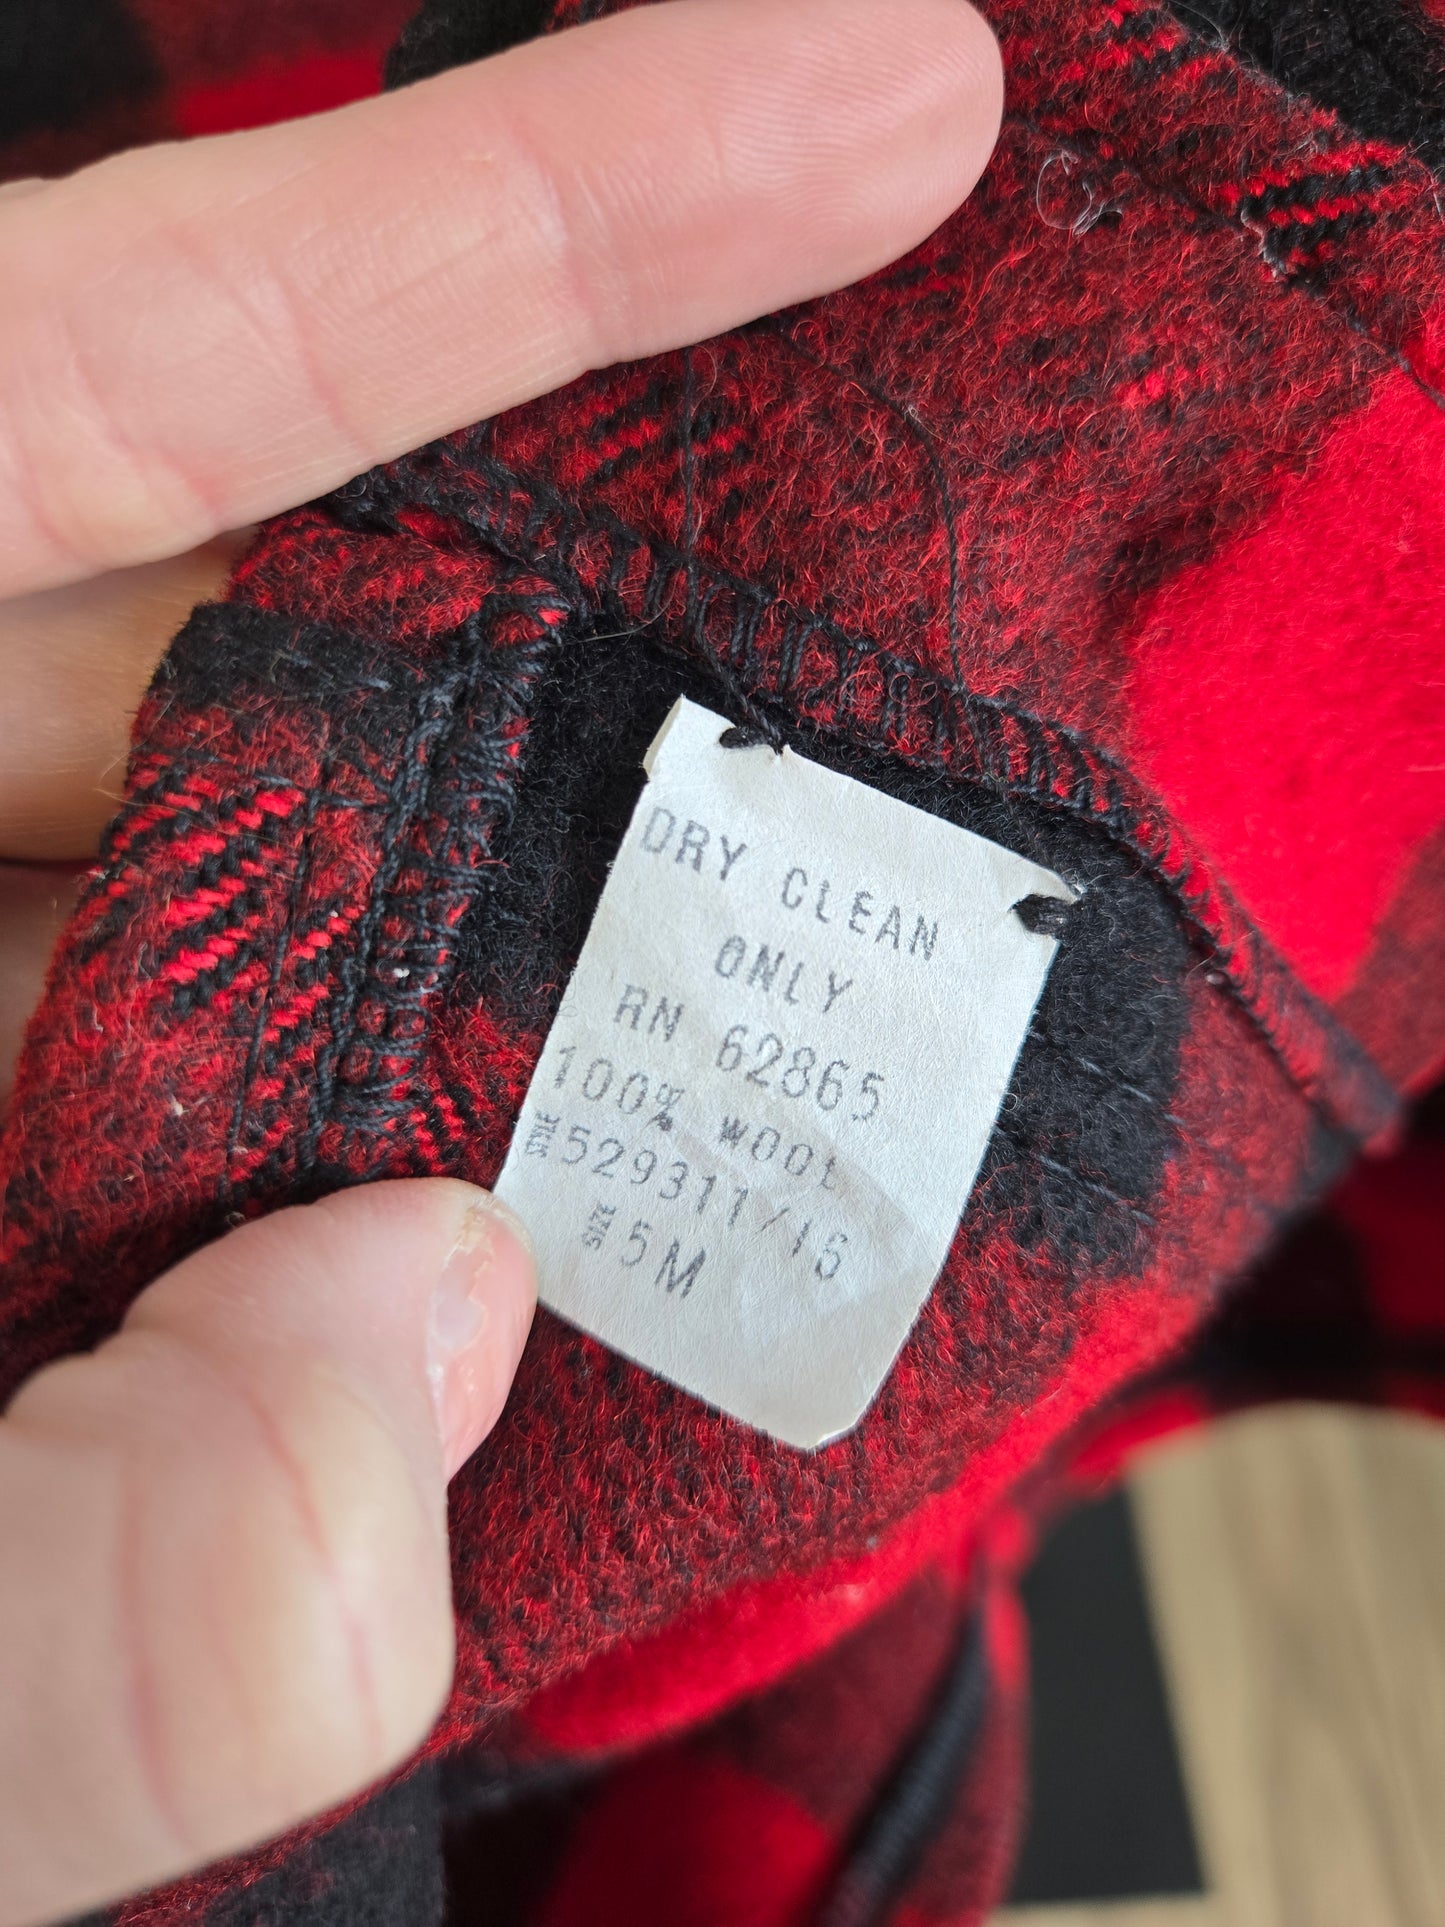 DRY CLEAN
ONLY
RN 62865
100% WOOL
STYLE 529311/16
SIZE 5M